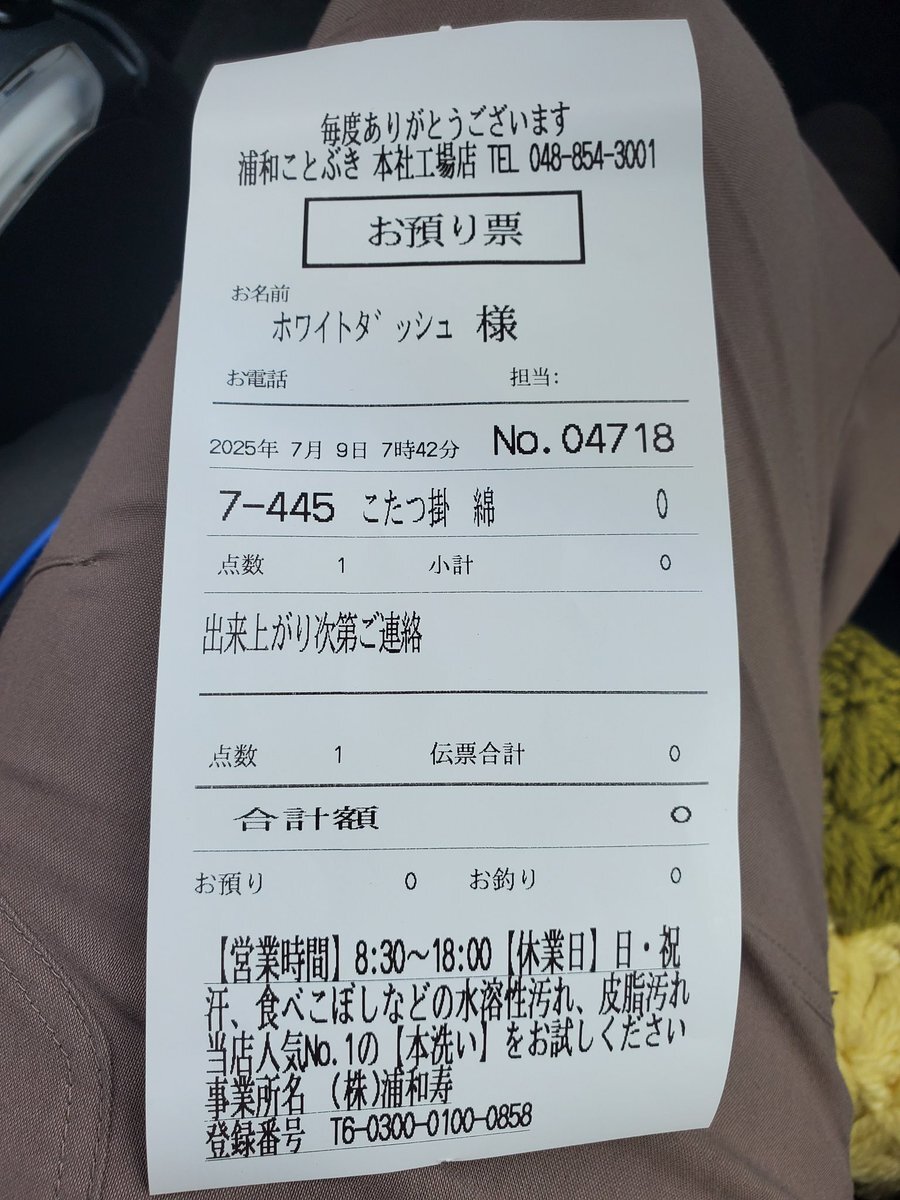 毎度ありがとうございます
浦和ことぶき 本社工場店 TEL 048-854-3001
お預り票
お名前
ホワイトダッシュ 様
お電話 担当:
2025年 7月 9日 7時42分 No.04718
7-445 こたつ掛 綿 0
点数 1 小計 0
出来上がり次第ご連絡
点数 1 伝票合計 0
合計額 0
お預り 0 お釣り 0
【営業時間】8:30～18:00【休業日】日・祝
汗、食べこぼしなどの水溶性汚れ、皮脂汚れ
当店人気No.1の【本洗い】をお試しください
事業所名 (株)浦和寿
登録番号 T6-0300-0100-0858